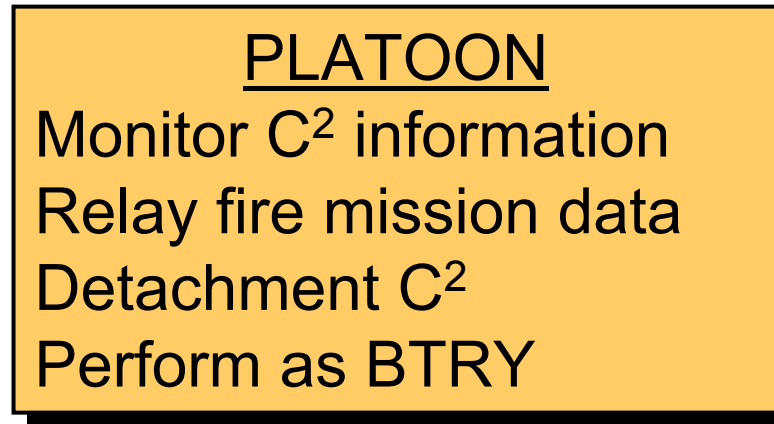 PLATOON
Monitor C² information
Relay fire mission data
Detachment C²
Perform as BTRY